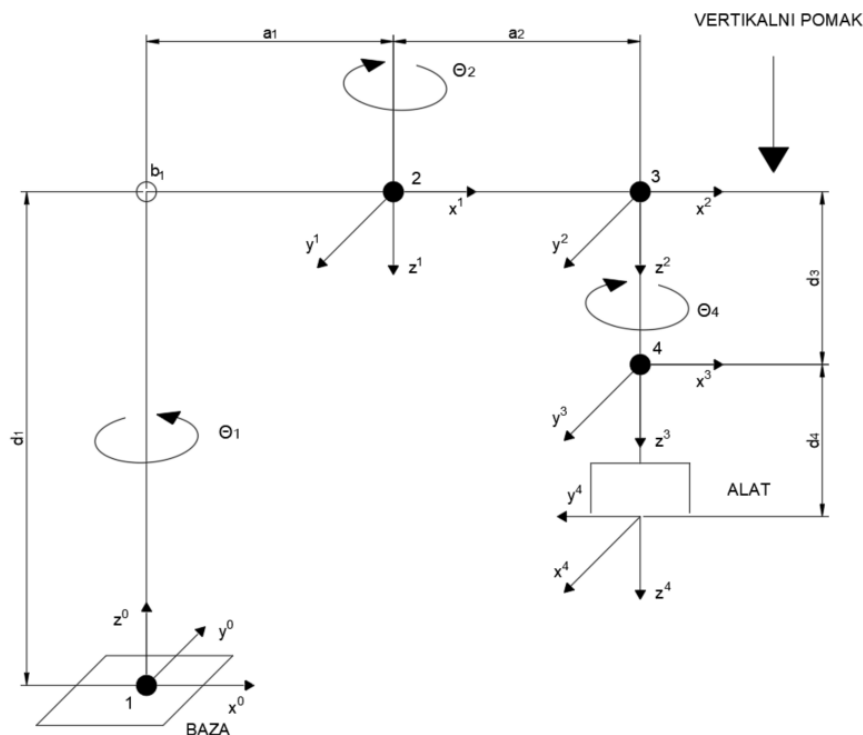 VERTIKALNI POMAK
a₁
a₂
Θ₂
b₁
2
3
x¹
x²
y¹
y²
z¹
z²
d₃
Θ₄
4
x³
y³
z³
d₁
Θ₁
d₄
ALAT
y⁴
x⁴
z⁴
z⁰
y⁰
1
x⁰
BAZA